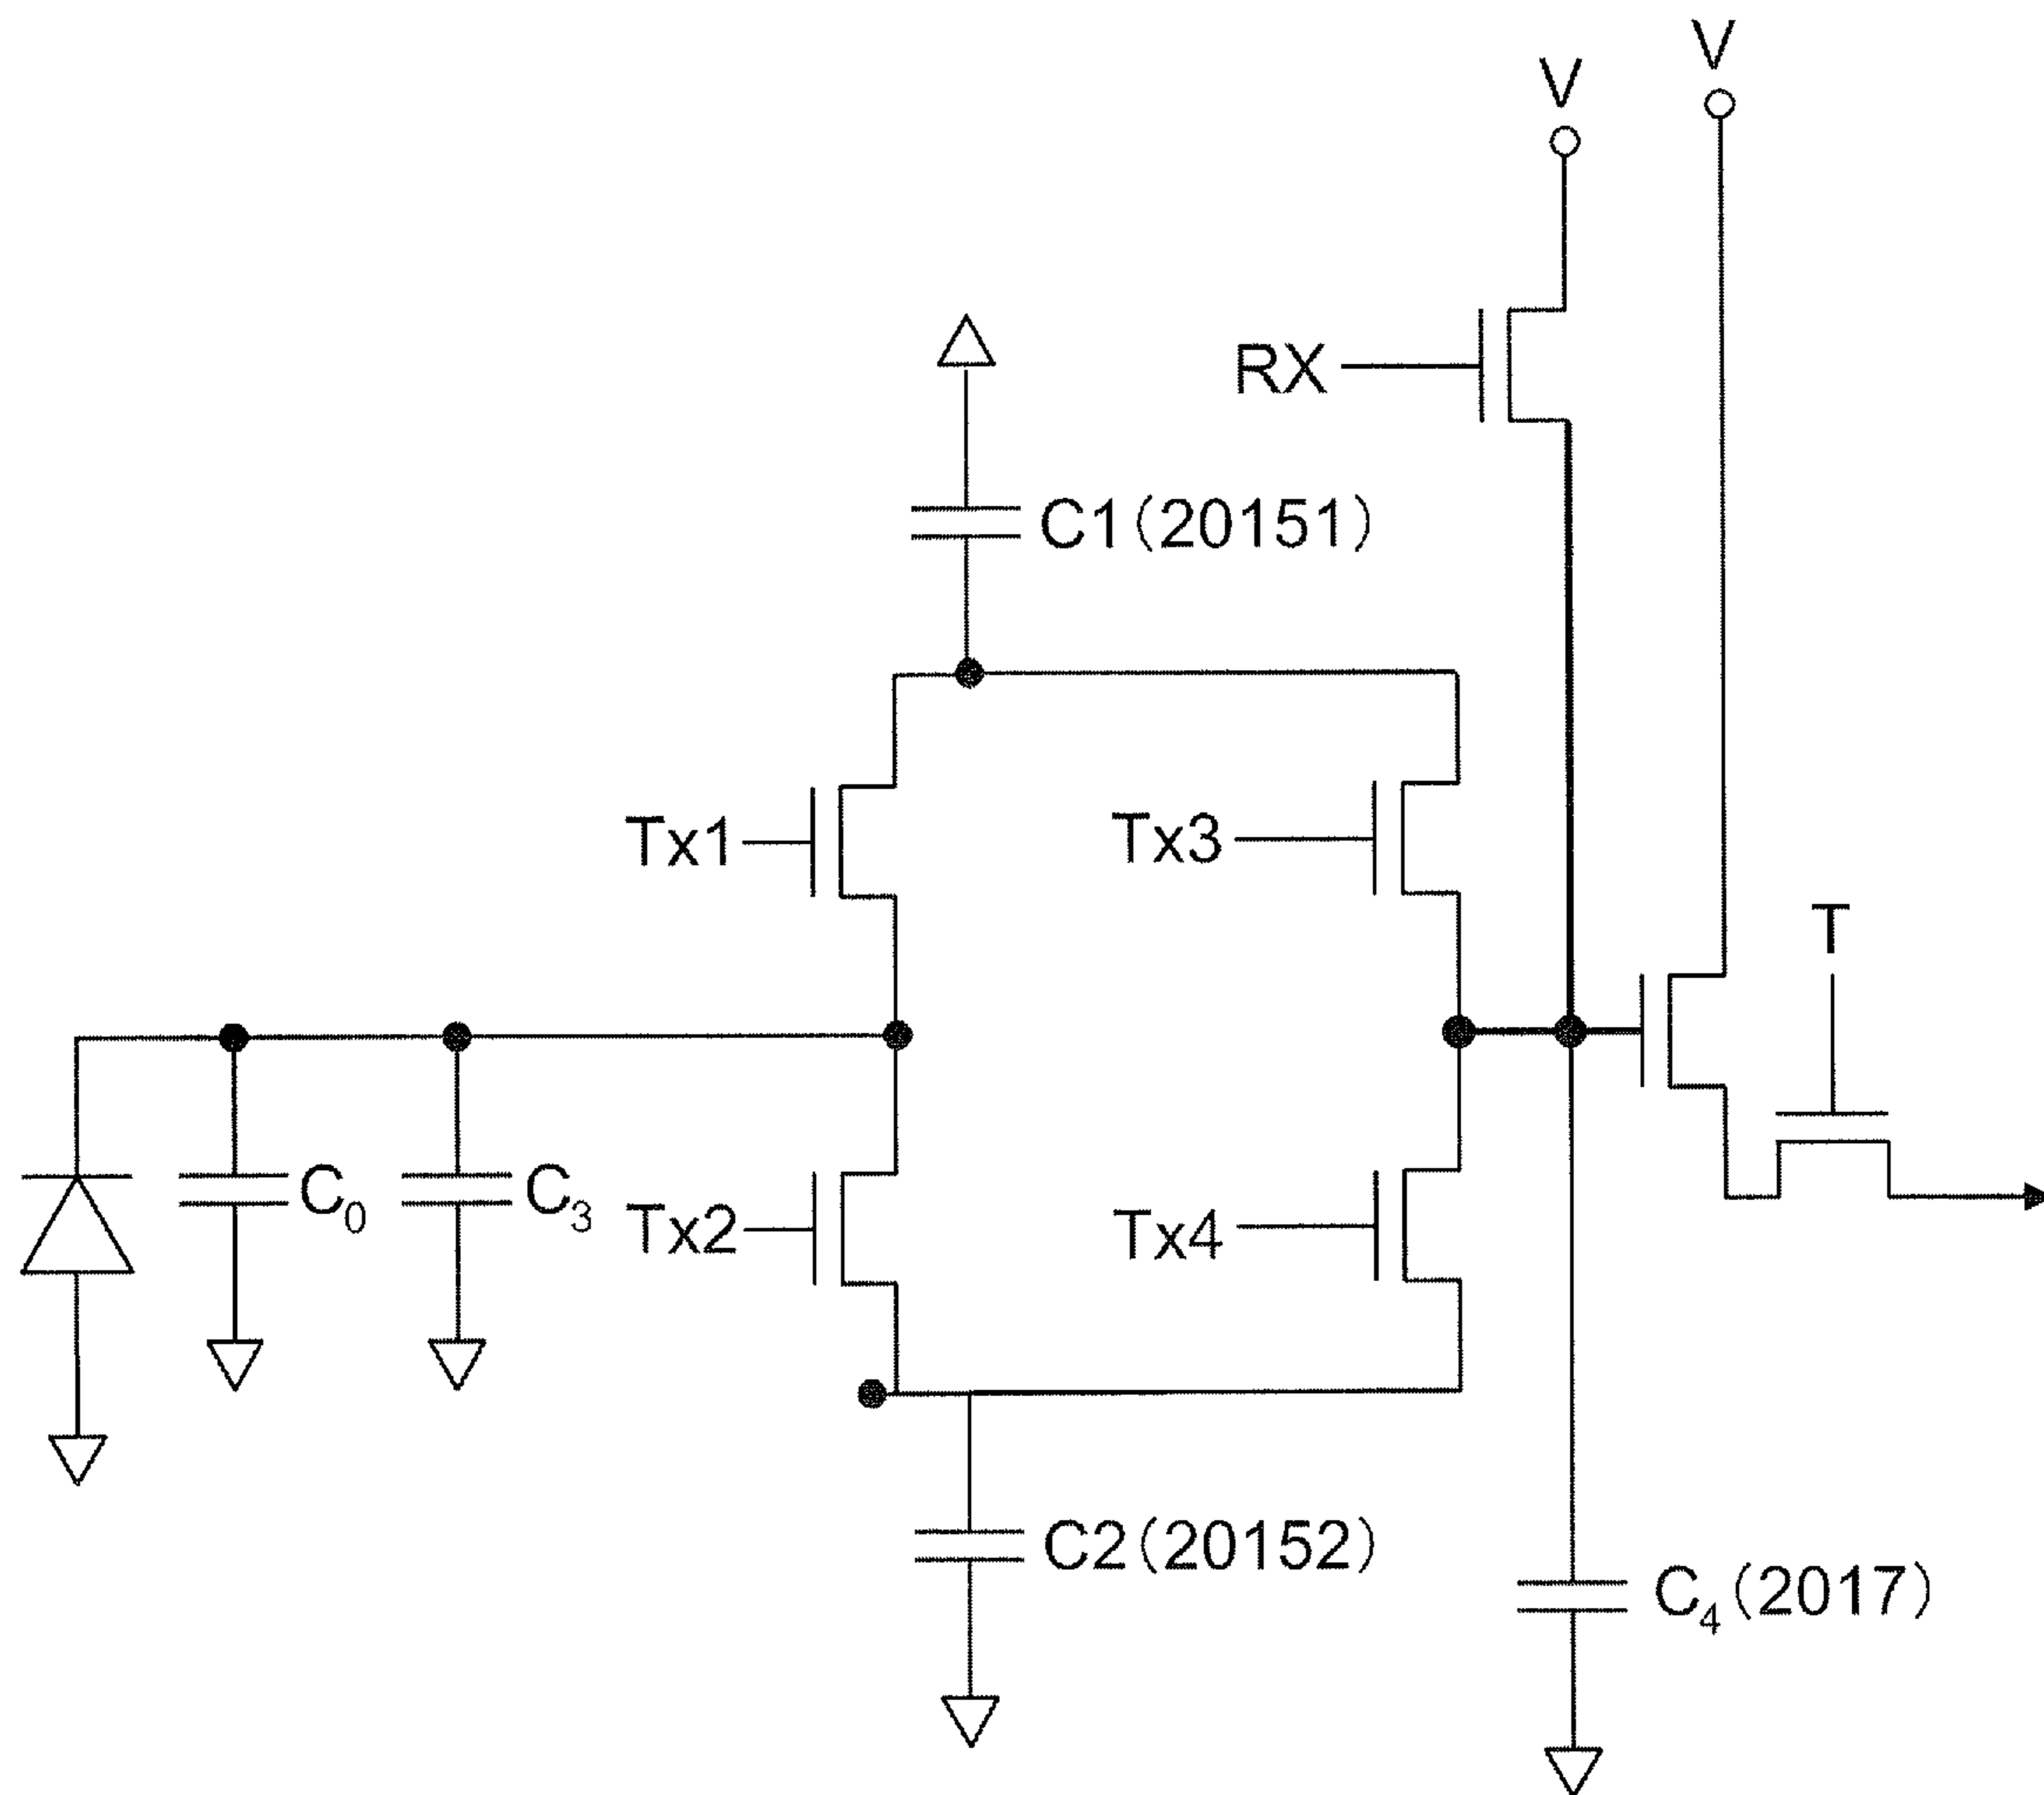 V
V
RX
C1(20151)
Tx1
Tx3
T
C0
C3
Tx2
Tx4
C2(20152)
C4(2017)